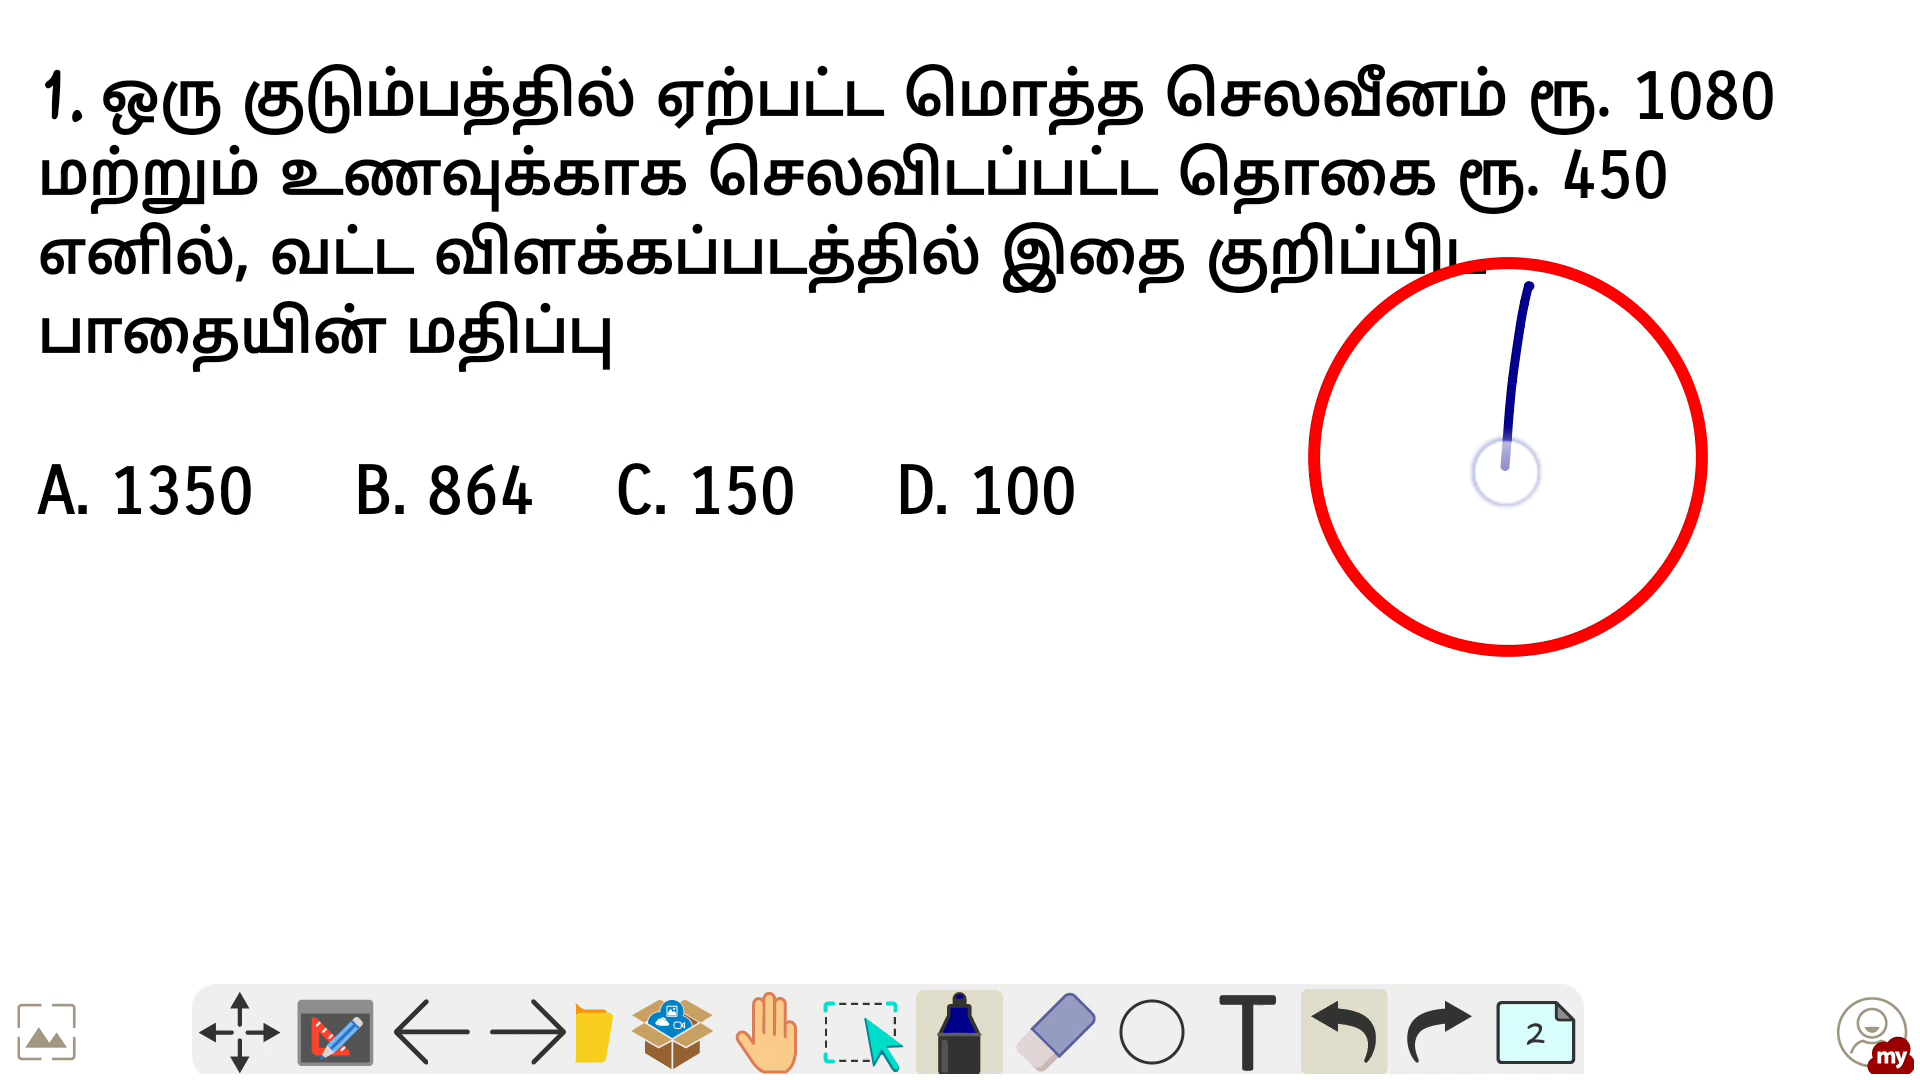 1. ஒரு குடும்பத்தில் ஏற்பட்ட மொத்த செலவீனம் ரூ. 1080
மற்றும் உணவுக்காக செலவிடப்பட்ட தொகை ரூ. 450
எனில், வட்ட விளக்கப்படத்தில் இதை குறிப்பிட
பாதையின் மதிப்பு
A. 1350 B. 864 C. 150 D. 100
T
2
my